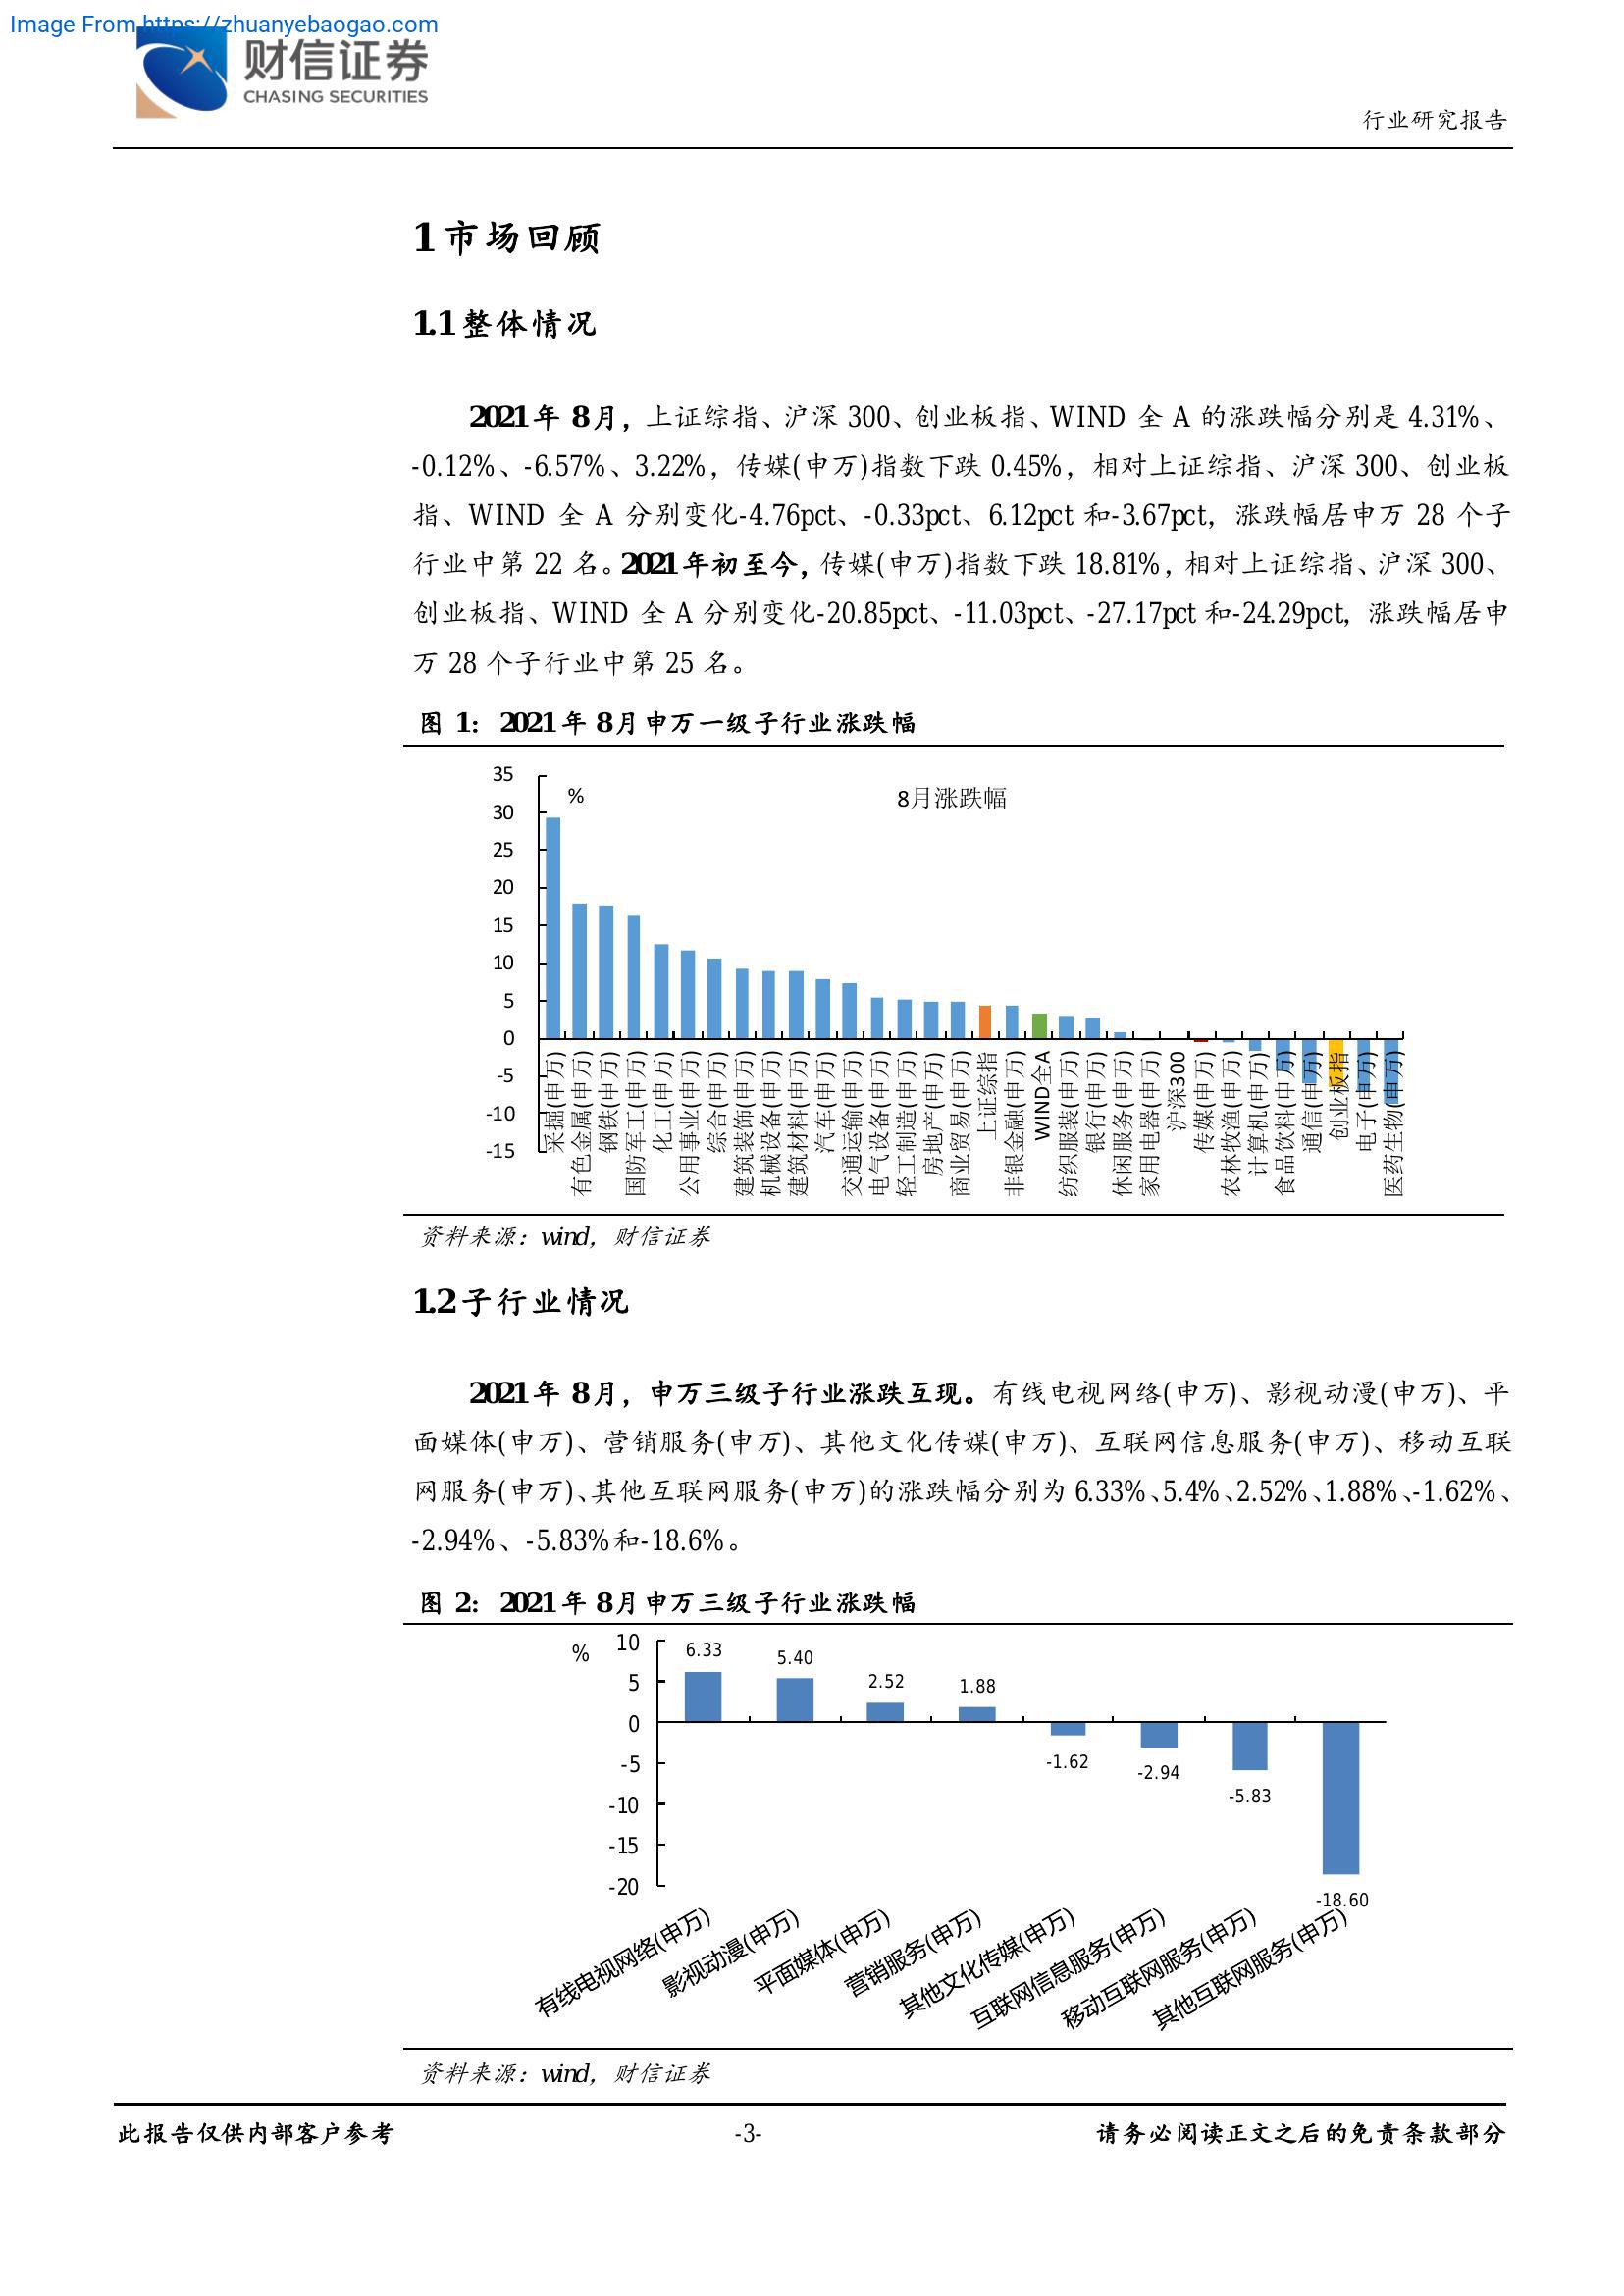 Image From https://zhuanyebaogao.com
财信证券
CHASING SECURITIES
行业研究报告
1 市场回顾
1.1 整体情况
2021 年 8 月，上证综指、沪深 300、创业板指、WIND 全 A 的涨跌幅分别是 4.31%、
-0.12%、-6.57%、3.22%，传媒(申万)指数下跌 0.45%，相对上证综指、沪深 300、创业板
指、WIND 全 A 分别变化-4.76pct、-0.33pct、6.12pct 和-3.67pct，涨跌幅居申万 28 个子
行业中第 22 名。2021 年初至今，传媒(申万)指数下跌 18.81%，相对上证综指、沪深 300、
创业板指、WIND 全 A 分别变化-20.85pct、-11.03pct、-27.17pct 和-24.29pct，涨跌幅居申
万 28 个子行业中第 25 名。
图 1：2021 年 8 月申万一级子行业涨跌幅
35
30
25
20
15
10
5
0
-5
-10
-15
%
8月涨跌幅
采掘(申万)
有色金属(申万)
钢铁(申万)
国防军工(申万)
化工(申万)
公用事业(申万)
综合(申万)
建筑装饰(申万)
机械设备(申万)
建筑材料(申万)
汽车(申万)
交通运输(申万)
电气设备(申万)
轻工制造(申万)
房地产(申万)
商业贸易(申万)
上证综指
非银金融(申万)
WIND全A
纺织服装(申万)
银行(申万)
休闲服务(申万)
家用电器(申万)
沪深300
传媒(申万)
农林牧渔(申万)
计算机(申万)
食品饮料(申万)
通信(申万)
创业板指
电子(申万)
医药生物(申万)
资料来源：wind，财信证券
1.2 子行业情况
2021 年 8 月，申万三级子行业涨跌互现。有线电视网络(申万)、影视动漫(申万)、平
面媒体(申万)、营销服务(申万)、其他文化传媒(申万)、互联网信息服务(申万)、移动互联
网服务(申万)、其他互联网服务(申万)的涨跌幅分别为 6.33%、5.4%、2.52%、1.88%、-1.62%、
-2.94%、-5.83%和-18.6%。
图 2：2021 年 8 月申万三级子行业涨跌幅
%
10
5
0
-5
-10
-15
-20
6.33
5.40
2.52
1.88
-1.62
-2.94
-5.83
-18.60
有线电视网络(申万)
影视动漫(申万)
平面媒体(申万)
营销服务(申万)
其他文化传媒(申万)
互联网信息服务(申万)
移动互联网服务(申万)
其他互联网服务(申万)
资料来源：wind，财信证券
此报告仅供内部客户参考
-3-
请务必阅读正文之后的免责条款部分